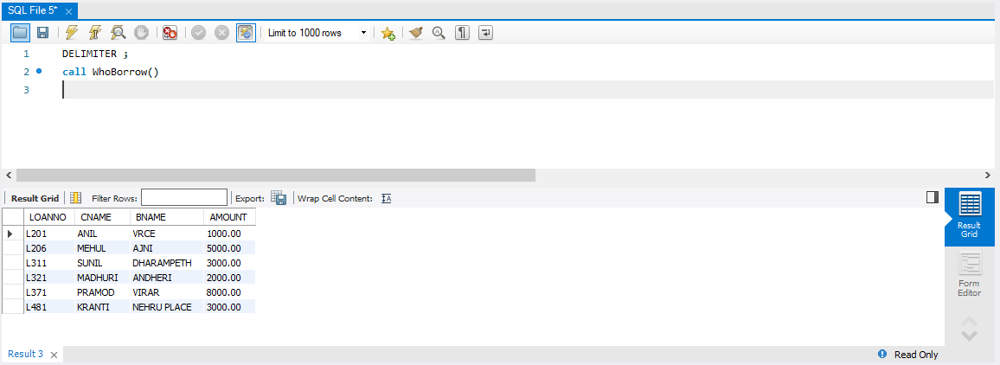 SQL File 5* ×
Limit to 1000 rows
1 DELIMITER ;
2 call WhoBorrow()
3
Result Grid Filter Rows: Export: Wrap Cell Content:
LOANNO CNAME BNAME AMOUNT
L201 ANIL VRCE 1000.00
L206 MEHUL AJNI 5000.00
L311 SUNIL DHARAMPETH 3000.00
L321 MADHURI ANDHERI 2000.00
L371 PRAMOD VIRAR 8000.00
L481 KRANTI NEHRU PLACE 3000.00
Result
Grid
Form
Editor
Result 3 × Read Only